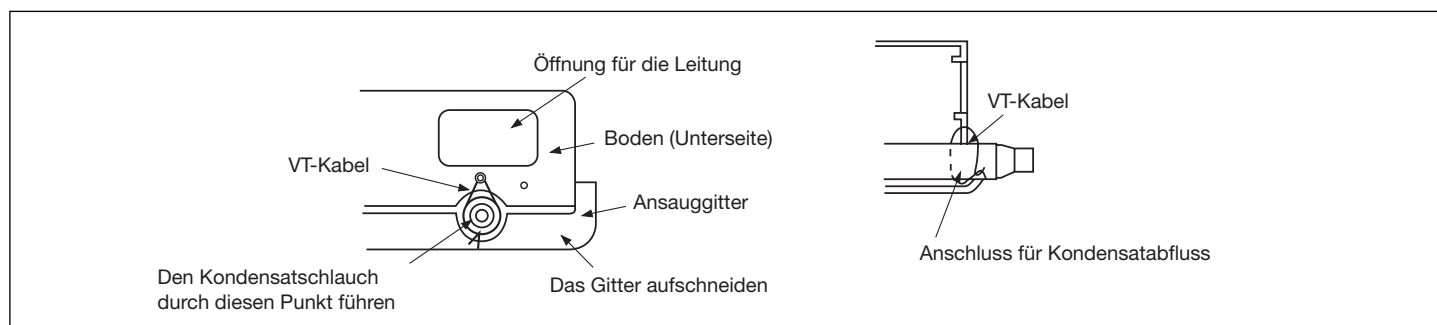 Öffnung für die Leitung
Boden (Unterseite)
VT-Kabel
Ansauggitter
Den Kondensatschlauch
durch diesen Punkt führen
Das Gitter aufschneiden
VT-Kabel
Anschluss für Kondensatabfluss